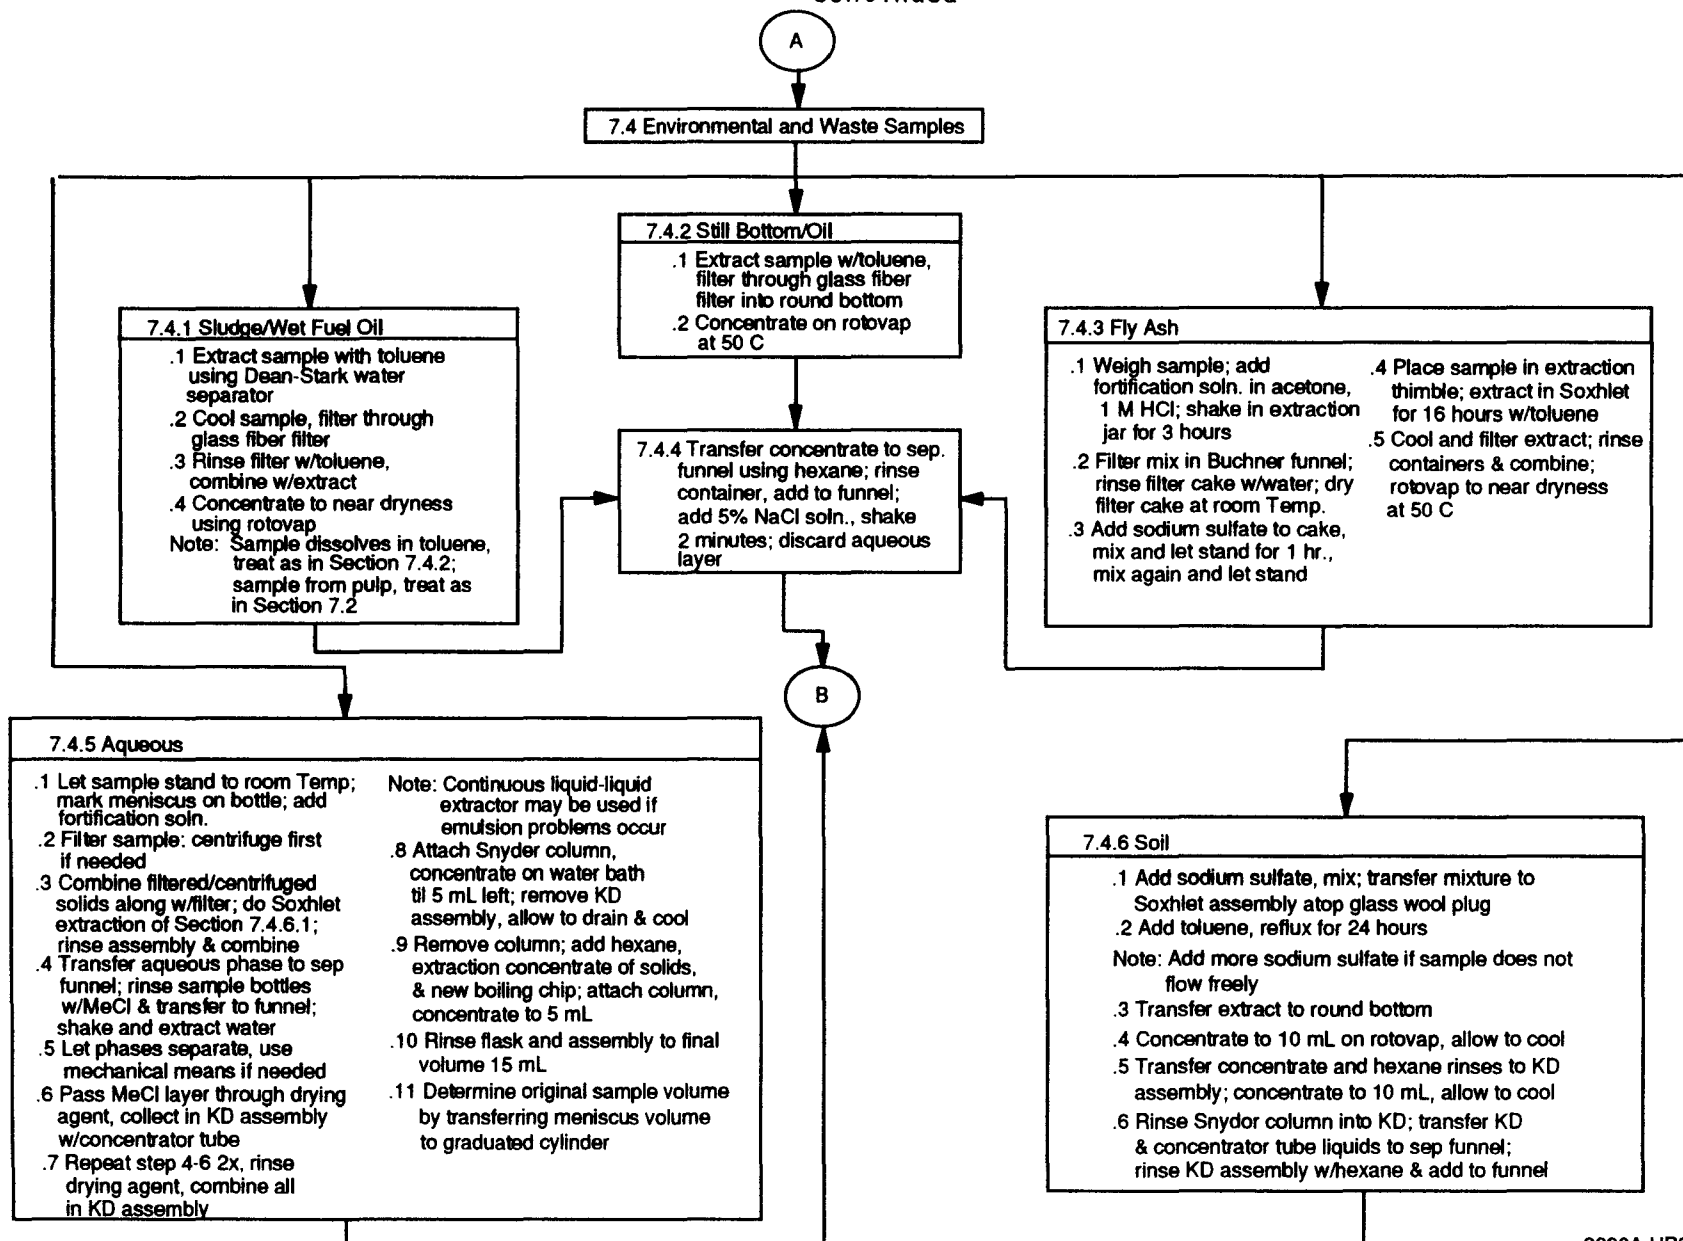 A
7.4 Environmental and Waste Samples
7.4.2 Still Bottom/Oil
.1 Extract sample w/toluene,
filter through glass fiber
filter into round bottom
.2 Concentrate on rotovap
at 50 C
7.4.1 Sludge/Wet Fuel Oil
.1 Extract sample with toluene
using Dean-Stark water
separator
.2 Cool sample, filter through
glass fiber filter
.3 Rinse filter w/toluene,
combine w/extract
.4 Concentrate to near dryness
using rotovap
Note: Sample dissolves in toluene,
treat as in Section 7.4.2;
sample from pulp, treat as
in Section 7.2
7.4.3 Fly Ash
.1 Weigh sample; add
fortification soln. in acetone,
1 M HCl; shake in extraction
jar for 3 hours
.2 Filter mix in Buchner funnel;
rinse filter cake w/water; dry
filter cake at room Temp.
.3 Add sodium sulfate to cake,
mix and let stand for 1 hr.,
mix again and let stand
.4 Place sample in extraction
thimble; extract in Soxhlet
for 16 hours w/toluene
.5 Cool and filter extract; rinse
containers & combine;
rotovap to near dryness
at 50 C
7.4.4 Transfer concentrate to sep.
funnel using hexane; rinse
container, add to funnel;
add 5% NaCl soln., shake
2 minutes; discard aqueous
layer
B
7.4.5 Aqueous
.1 Let sample stand to room Temp;
mark meniscus on bottle; add
fortification soln.
.2 Filter sample: centrifuge first
if needed
.3 Combine filtered/centrifuged
solids along w/filter; do Soxhlet
extraction of Section 7.4.6.1;
rinse assembly & combine
.4 Transfer aqueous phase to sep
funnel; rinse sample bottles
w/MeCl & transfer to funnel;
shake and extract water
.5 Let phases separate, use
mechanical means if needed
.6 Pass MeCl layer through drying
agent, collect in KD assembly
w/concentrator tube
.7 Repeat step 4-6 2x, rinse
drying agent, combine all
in KD assembly
Note: Continuous liquid-liquid
extractor may be used if
emulsion problems occur
.8 Attach Snyder column,
concentrate on water bath
til 5 mL left; remove KD
assembly, allow to drain & cool
.9 Remove column; add hexane,
extraction concentrate of solids,
& new boiling chip; attach column,
concentrate to 5 mL
.10 Rinse flask and assembly to final
volume 15 mL
.11 Determine original sample volume
by transferring meniscus volume
to graduated cylinder
7.4.6 Soil
.1 Add sodium sulfate, mix; transfer mixture to
Soxhlet assembly atop glass wool plug
.2 Add toluene, reflux for 24 hours
Note: Add more sodium sulfate if sample does not
flow freely
.3 Transfer extract to round bottom
.4 Concentrate to 10 mL on rotovap, allow to cool
.5 Transfer concentrate and hexane rinses to KD
assembly; concentrate to 10 mL, allow to cool
.6 Rinse Snydor column into KD; transfer KD
& concentrator tube liquids to sep funnel;
rinse KD assembly w/hexane & add to funnel